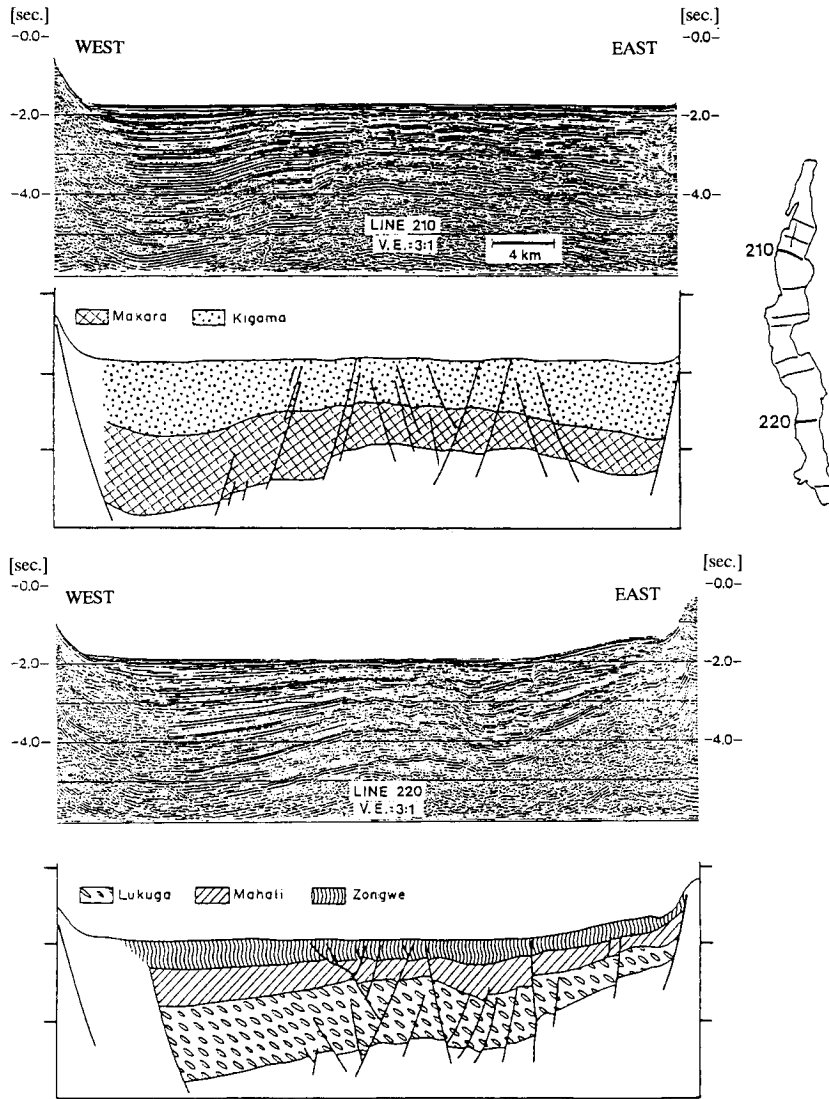 [sec.]
[sec.]
-0.0-
-0.0-
WEST
EAST
-2.0-
-2.0-
-4.0-
-4.0-
LINE 210
V.E.=3:1
4 km
210
220
Makara
Kigoma
[sec.]
[sec.]
-0.0-
-0.0-
WEST
EAST
-2.0-
-2.0-
-4.0-
-4.0-
LINE 220
V.E.=3:1
Lukuga
Mahali
Zongwe